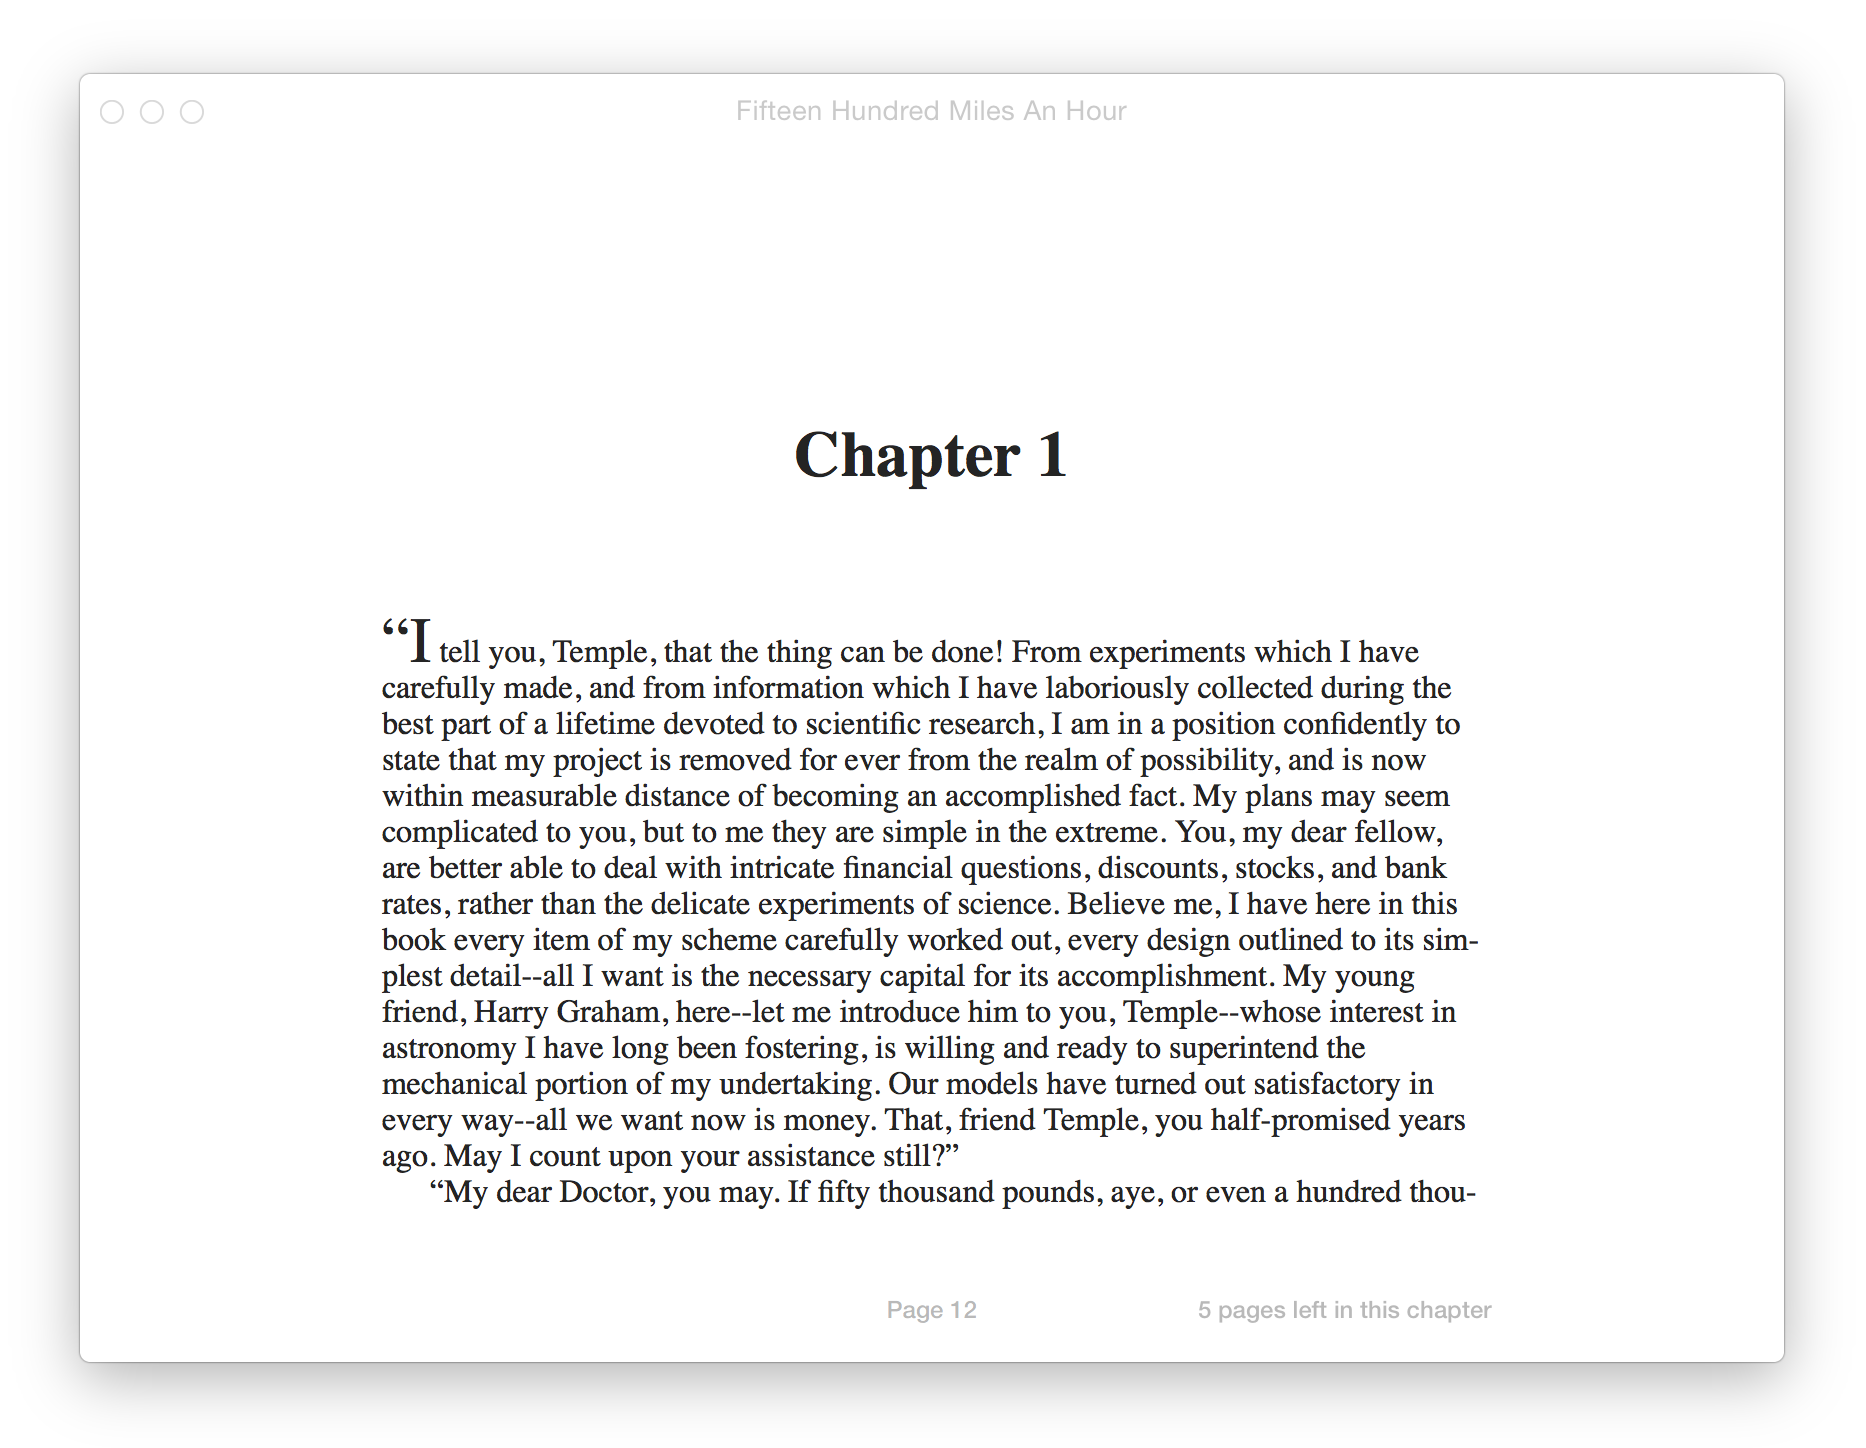 Fifteen Hundred Miles An Hour
Chapter 1
“I tell you, Temple, that the thing can be done! From experiments which I have
carefully made, and from information which I have laboriously collected during the
best part of a lifetime devoted to scientific research, I am in a position confidently to
state that my project is removed for ever from the realm of possibility, and is now
within measurable distance of becoming an accomplished fact. My plans may seem
complicated to you, but to me they are simple in the extreme. You, my dear fellow,
are better able to deal with intricate financial questions, discounts, stocks, and bank
rates, rather than the delicate experiments of science. Believe me, I have here in this
book every item of my scheme carefully worked out, every design outlined to its sim-
plest detail--all I want is the necessary capital for its accomplishment. My young
friend, Harry Graham, here--let me introduce him to you, Temple--whose interest in
astronomy I have long been fostering, is willing and ready to superintend the
mechanical portion of my undertaking. Our models have turned out satisfactory in
every way--all we want now is money. That, friend Temple, you half-promised years
ago. May I count upon your assistance still?”
“My dear Doctor, you may. If fifty thousand pounds, aye, or even a hundred thou-
Page 12
5 pages left in this chapter